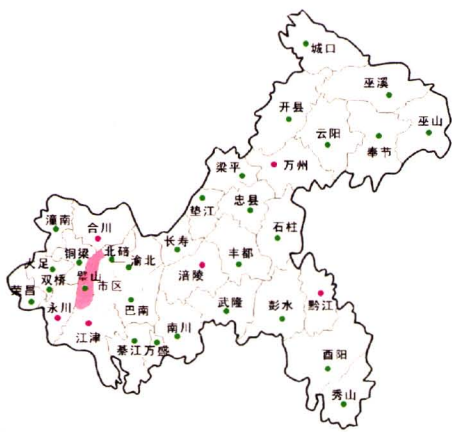 城口
巫溪
开县
巫山
云阳
奉节
梁平
万州
垫江
忠县
潼南
合川
石柱
长寿
铜梁
北碚
渝北
丰都
大足
涪陵
双桥
璧山
市区
荣昌
巴南
武隆
彭水
黔江
永川
江津
南川
綦江
万盛
酉阳
秀山